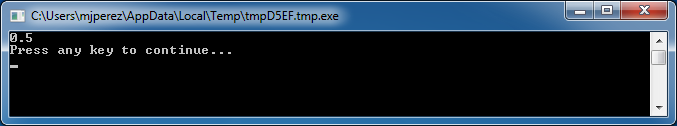 C:\Users\mjperez\AppData\Local\Temp\tmpD5EF.tmp.exe
0.5
Press any key to continue...